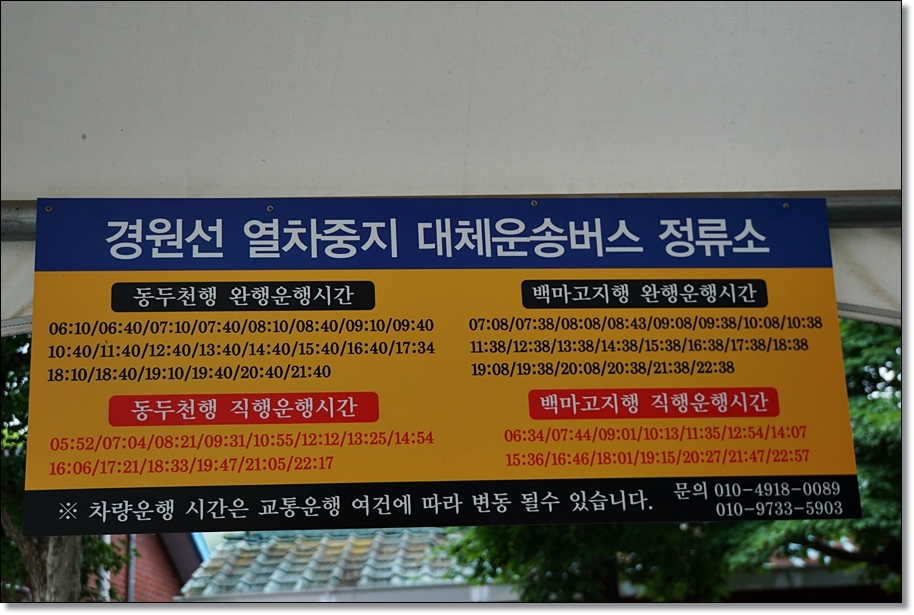 경원선 열차중지 대체운송버스 정류소
동두천행 완행운행시간
06:10/06:40/07:10/07:40/08:10/08:40/09:10/09:40
10:40/11:40/12:40/13:40/14:40/15:40/16:40/17:34
18:10/18:40/19:10/19:40/20:40/21:40
동두천행 직행운행시간
05:52/07:04/08:21/09:31/10:55/12:12/13:25/14:54
16:06/17:21/18:33/19:47/21:05/22:17
백마고지행 완행운행시간
07:08/07:38/08:08/08:43/09:08/09:38/10:08/10:38
11:38/12:38/13:38/14:38/15:38/16:38/17:38/18:38
19:08/19:38/20:08/20:38/21:38/22:38
백마고지행 직행운행시간
06:34/07:44/09:01/10:13/11:35/12:54/14:07
15:36/16:46/18:01/19:15/20:27/21:47/22:57
※ 차량운행 시간은 교통운행 여건에 따라 변동 될수 있습니다.
문의 010-4918-0089
010-9733-5903